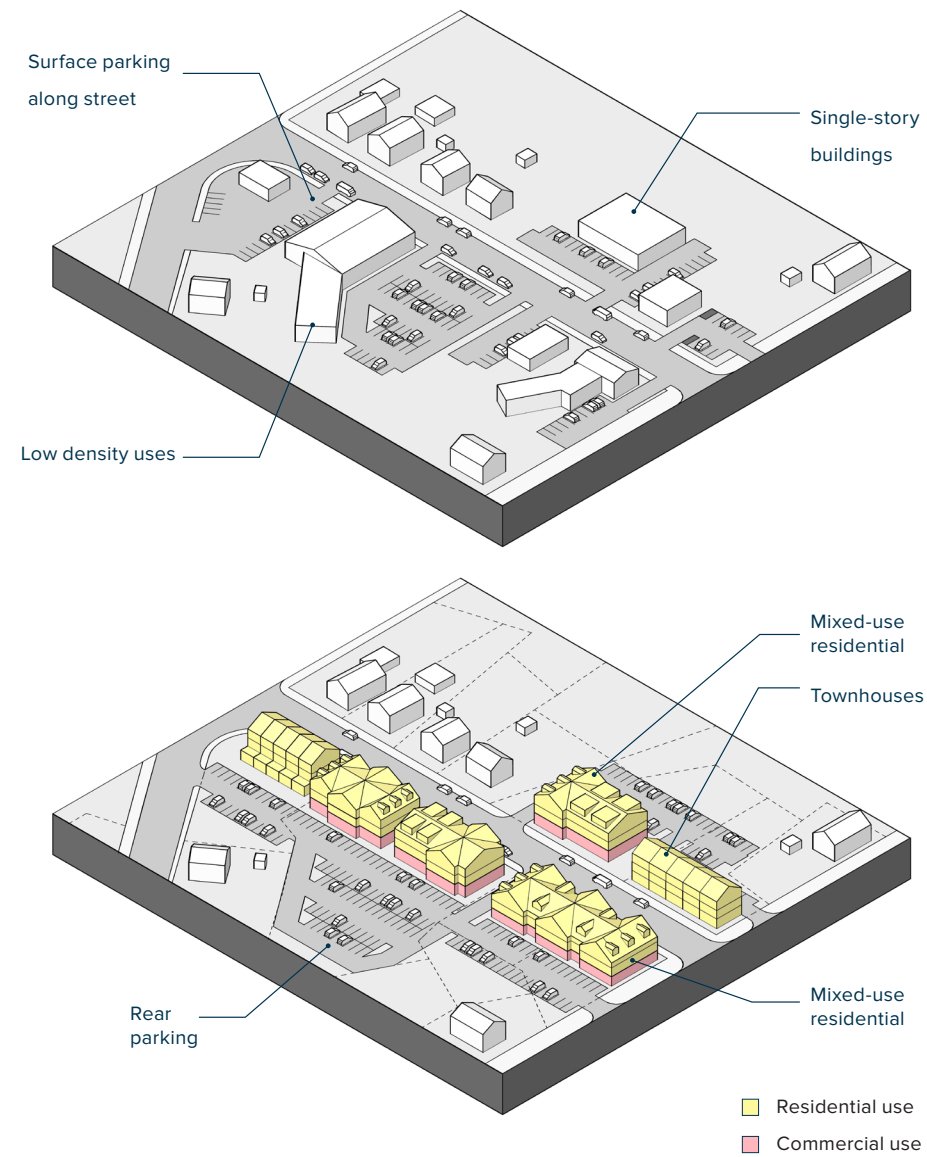 Surface parking
along street
Single-story
buildings
Low density uses
Mixed-use
residential
Townhouses
Rear
parking
Mixed-use
residential
Residential use
Commercial use